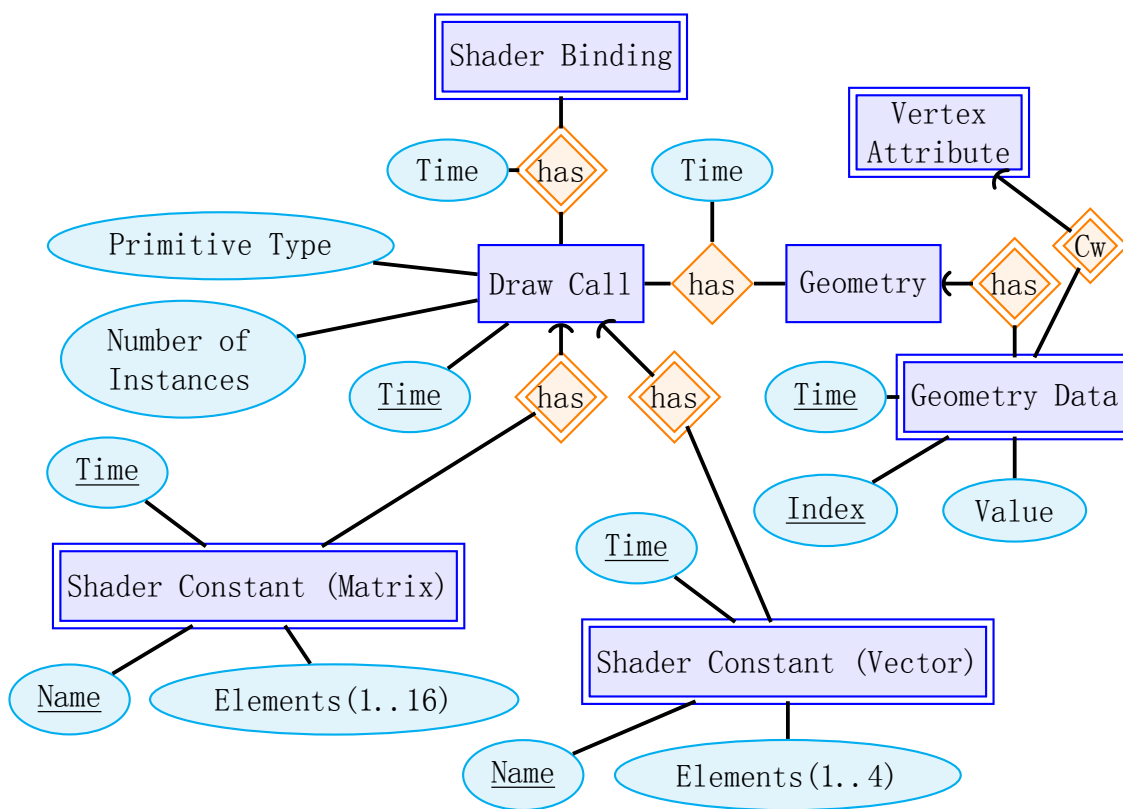 Shader Binding
Vertex
Attribute
Time
has
Time
Primitive Type
Cw
Draw Call
has
Geometry
has
Number of
Instances
Time
has
has
Time
Geometry Data
Time
Index
Value
Time
Shader Constant (Matrix)
Shader Constant (Vector)
Name
Elements(1..16)
Name
Elements(1..4)